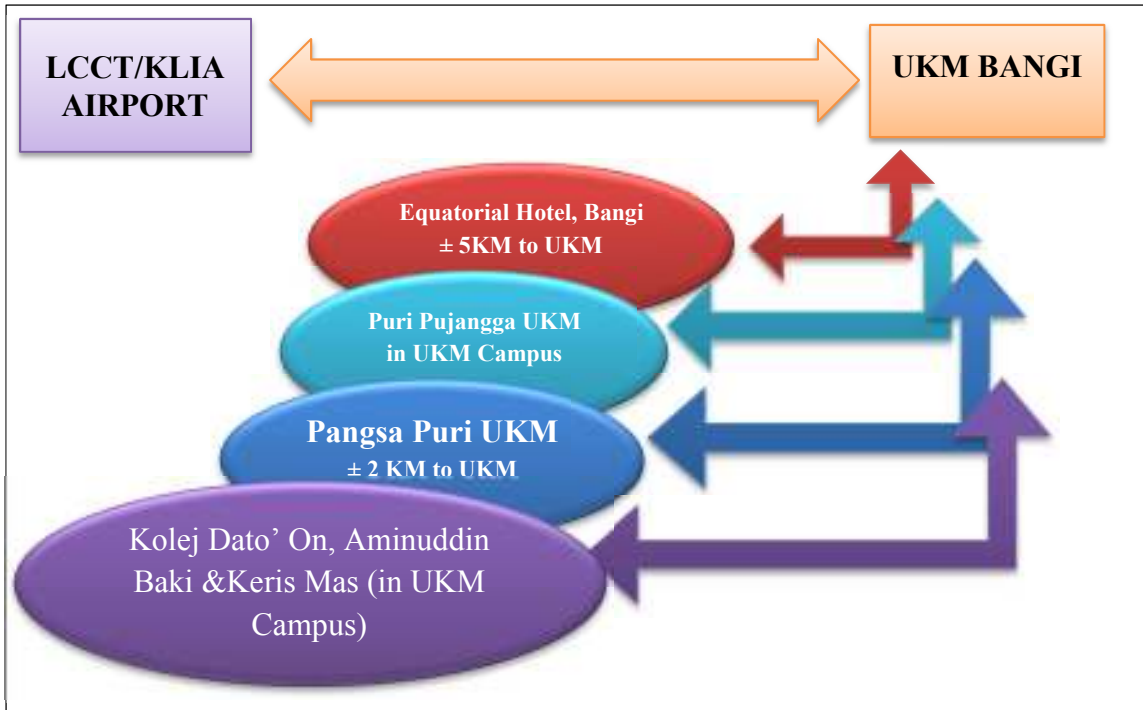 LCCT/KLIA
AIRPORT
UKM BANGI
Equatorial Hotel, Bangi
± 5KM to UKM
Puri Pujangga UKM
in UKM Campus
Pangsa Puri UKM
± 2 KM to UKM
Kolej Dato’ On, Aminuddin
Baki &Keris Mas (in UKM
Campus)